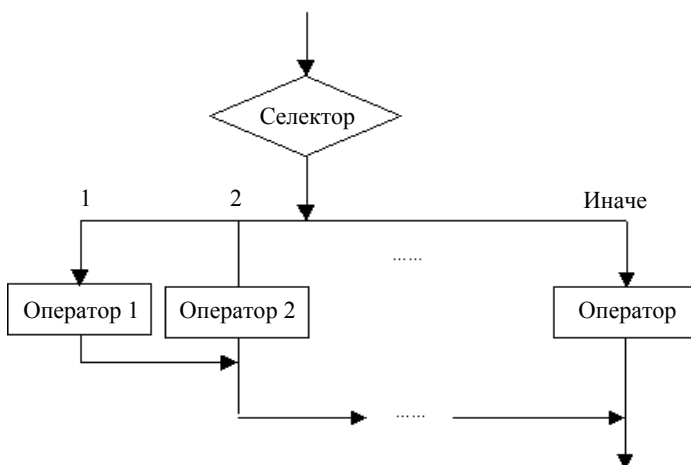 Селектор
1
2
Иначе
......
Оператор 1
Оператор 2
Оператор
......